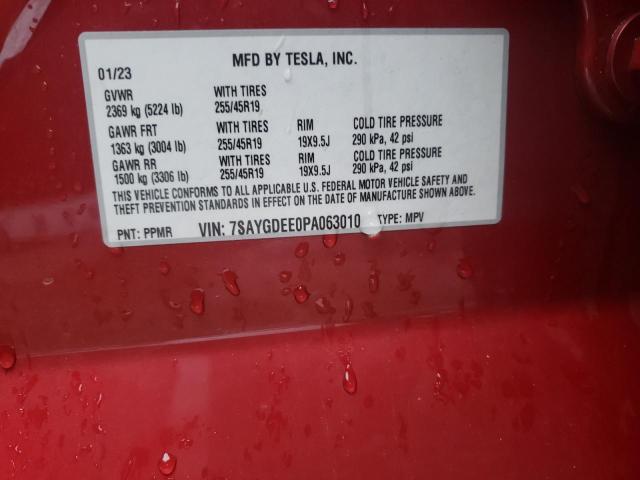 MFD BY TESLA, INC.
01/23
GVWR WITH TIRES
2369 kg (5224 lb) 255/45R19
GAWR FRT WITH TIRES RIM COLD TIRE PRESSURE
1363 kg (3004 lb) 255/45R19 19X9.5J 290 kPa, 42 psi
GAWR RR WITH TIRES RIM COLD TIRE PRESSURE
1500 kg (3306 lb) 255/45R19 19X9.5J 290 kPa, 42 psi
THIS VEHICLE CONFORMS TO ALL APPLICABLE U.S. FEDERAL MOTOR VEHICLE SAFETY AND
THEFT PREVENTION STANDARDS IN EFFECT ON THE DATE OF MANUFACTURE SHOWN ABOVE.
PNT: PPMR VIN: 7SAYGDEE0PA063010 TYPE: MPV